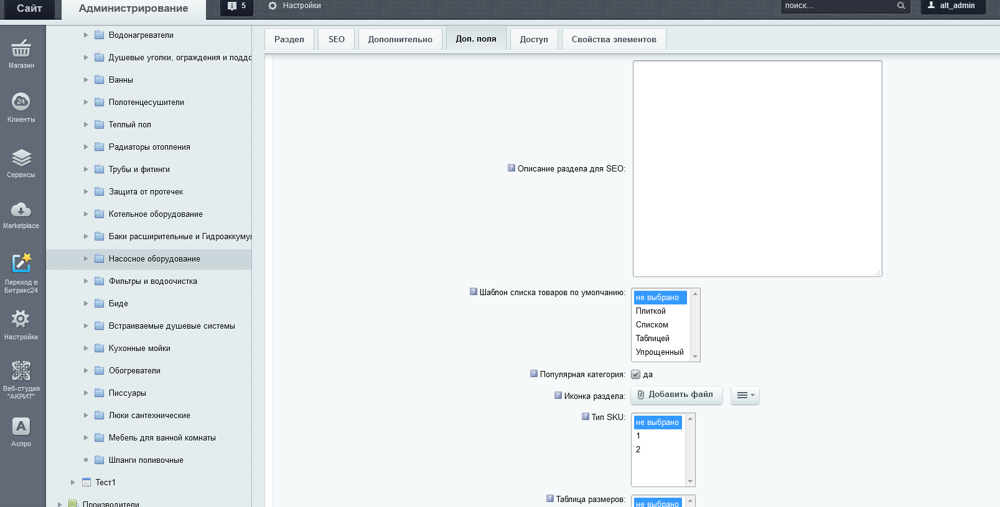 Сайт
Администрирование
5
Настройки
поиск...
alt_admin
Магазин
24
Клиенты
Сервисы
Marketplace
Переход в
Битрикс24
Настройки
Веб-студия
"АКРИТ"
A
Аспро
Водонагреватели
Душевые уголки, ограждения и поддо
Ванны
Полотенцесушители
Теплый пол
Радиаторы отопления
Трубы и фитинги
Защита от протечек
Котельное оборудование
Баки расширительные и Гидроаккумул
Насосное оборудование
Фильтры и водоочистка
Биде
Встраиваемые душевые системы
Кухонные мойки
Обогреватели
Писсуары
Люки сантехнические
Мебель для ванной комнаты
Шланги поливочные
Тест1
Производители
Раздел
SEO
Дополнительно
Доп. поля
Доступ
Свойства элементов
? Описание раздела для SEO:
? Шаблон списка товаров по умолчанию:
не выбрано
Плиткой
Списком
Таблицей
Упрощенный
? Популярная категория:
да
? Иконка раздела:
Добавить файл
? Тип SKU:
не выбрано
1
2
? Таблица размеров:
не выбрано